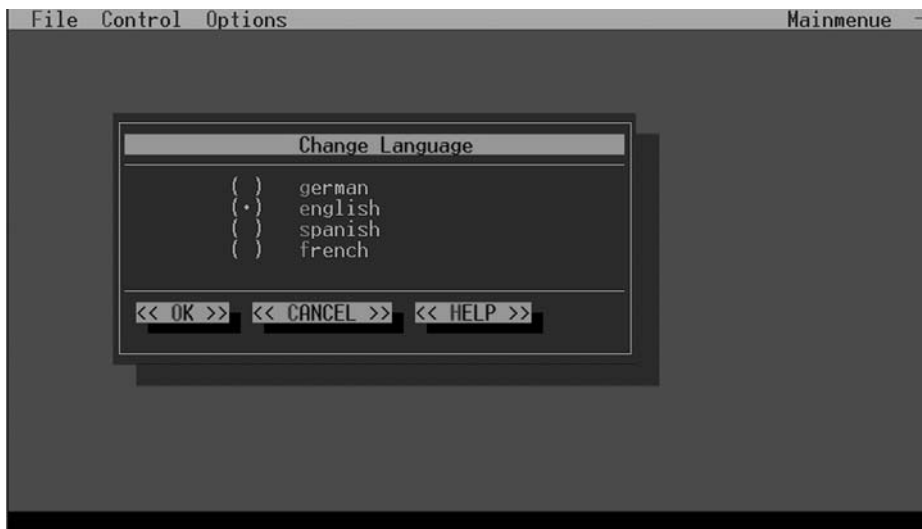 File Control Options Mainmenue
Change Language
( ) german
(•) english
( ) spanish
( ) french
<< OK >> << CANCEL >> << HELP >>